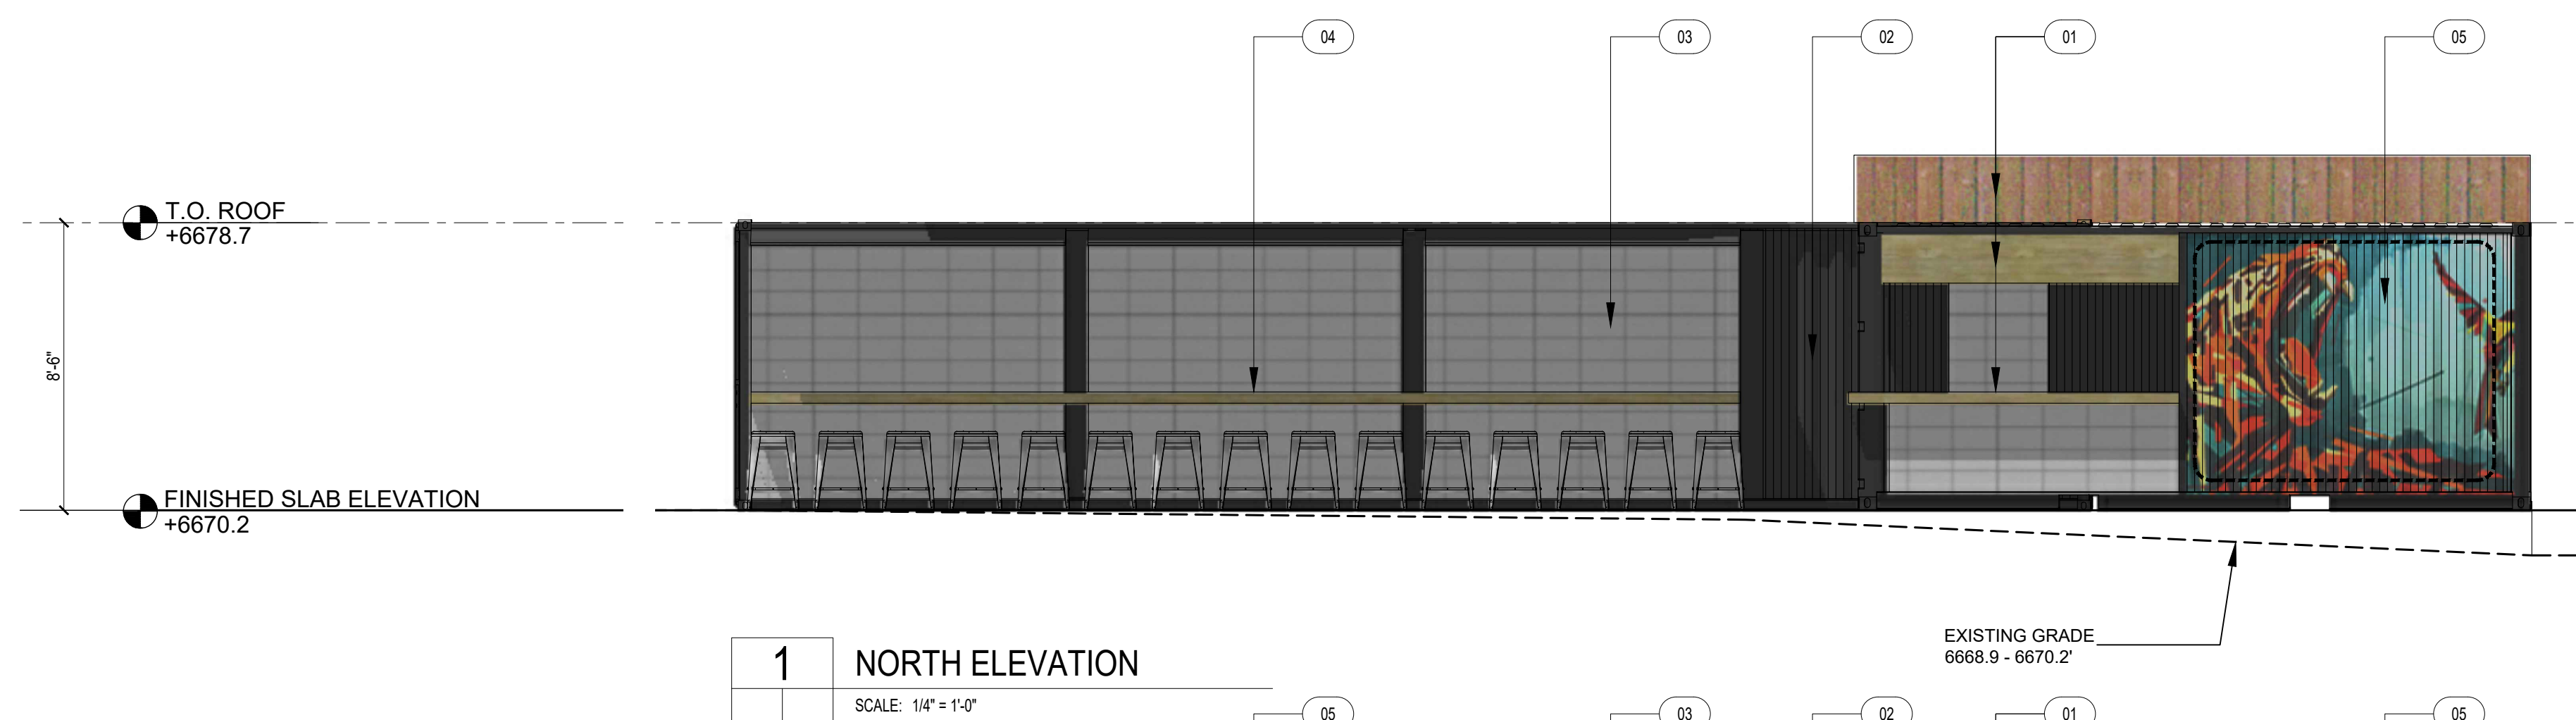 04
03
02
01
05
T.O. ROOF
+6678.7
8'-6"
FINISHED SLAB ELEVATION
+6670.2
EXISTING GRADE
6668.9 - 6670.2'
1
NORTH ELEVATION
SCALE: 1/4" = 1'-0"
05
03
02
01
05